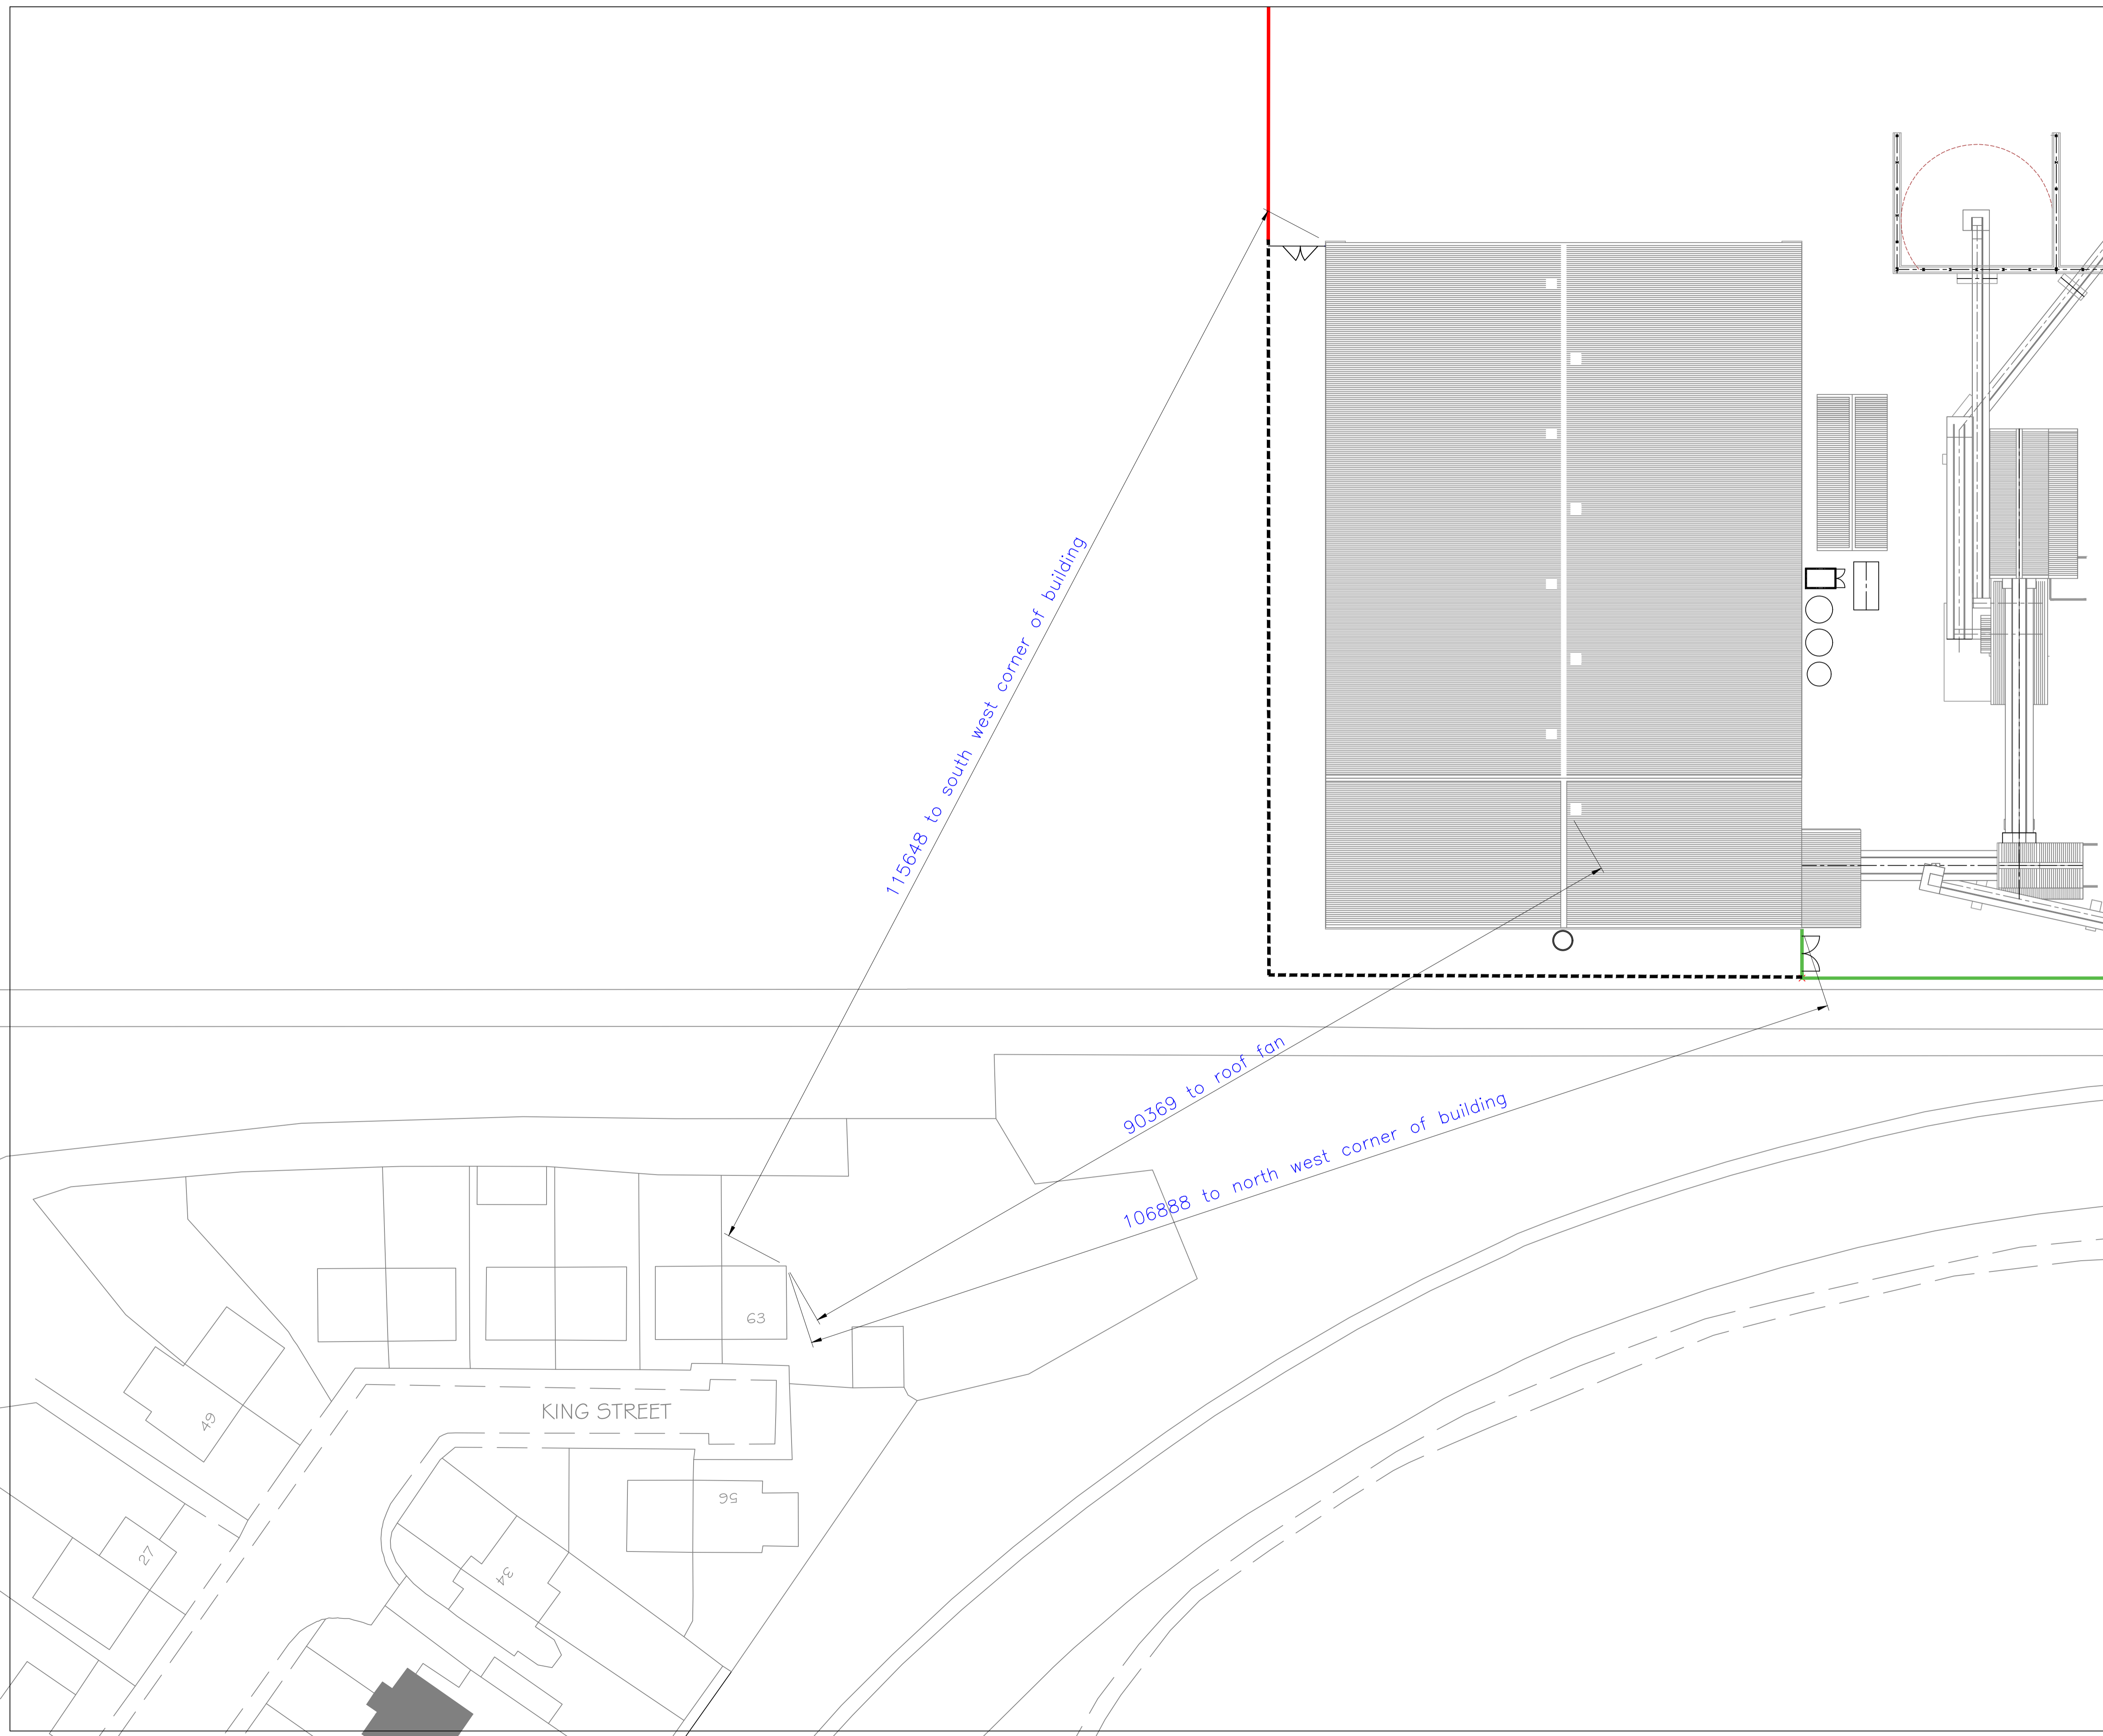 115648 to south west corner of building
90369 to roof fan
106888 to north west corner of building
63
KING STREET
49
56
27
34